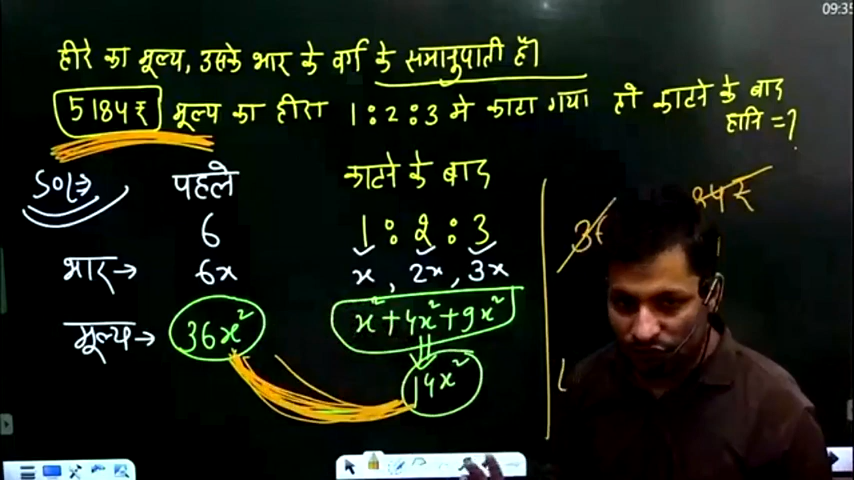 09:35
हीरे का मूल्य, उसके भार के वर्ग के समानुपाती है।
5184₹ मूल्य का हीरा 1:2:3 में काटा गया तो काटने के बाद
हानि = ?
Sol⇒ पहले काटने के बाद
6 1:2:3
भार→ 6x x, 2x, 3x
मूल्य→ 36x² x²+4x²+9x²
14x²